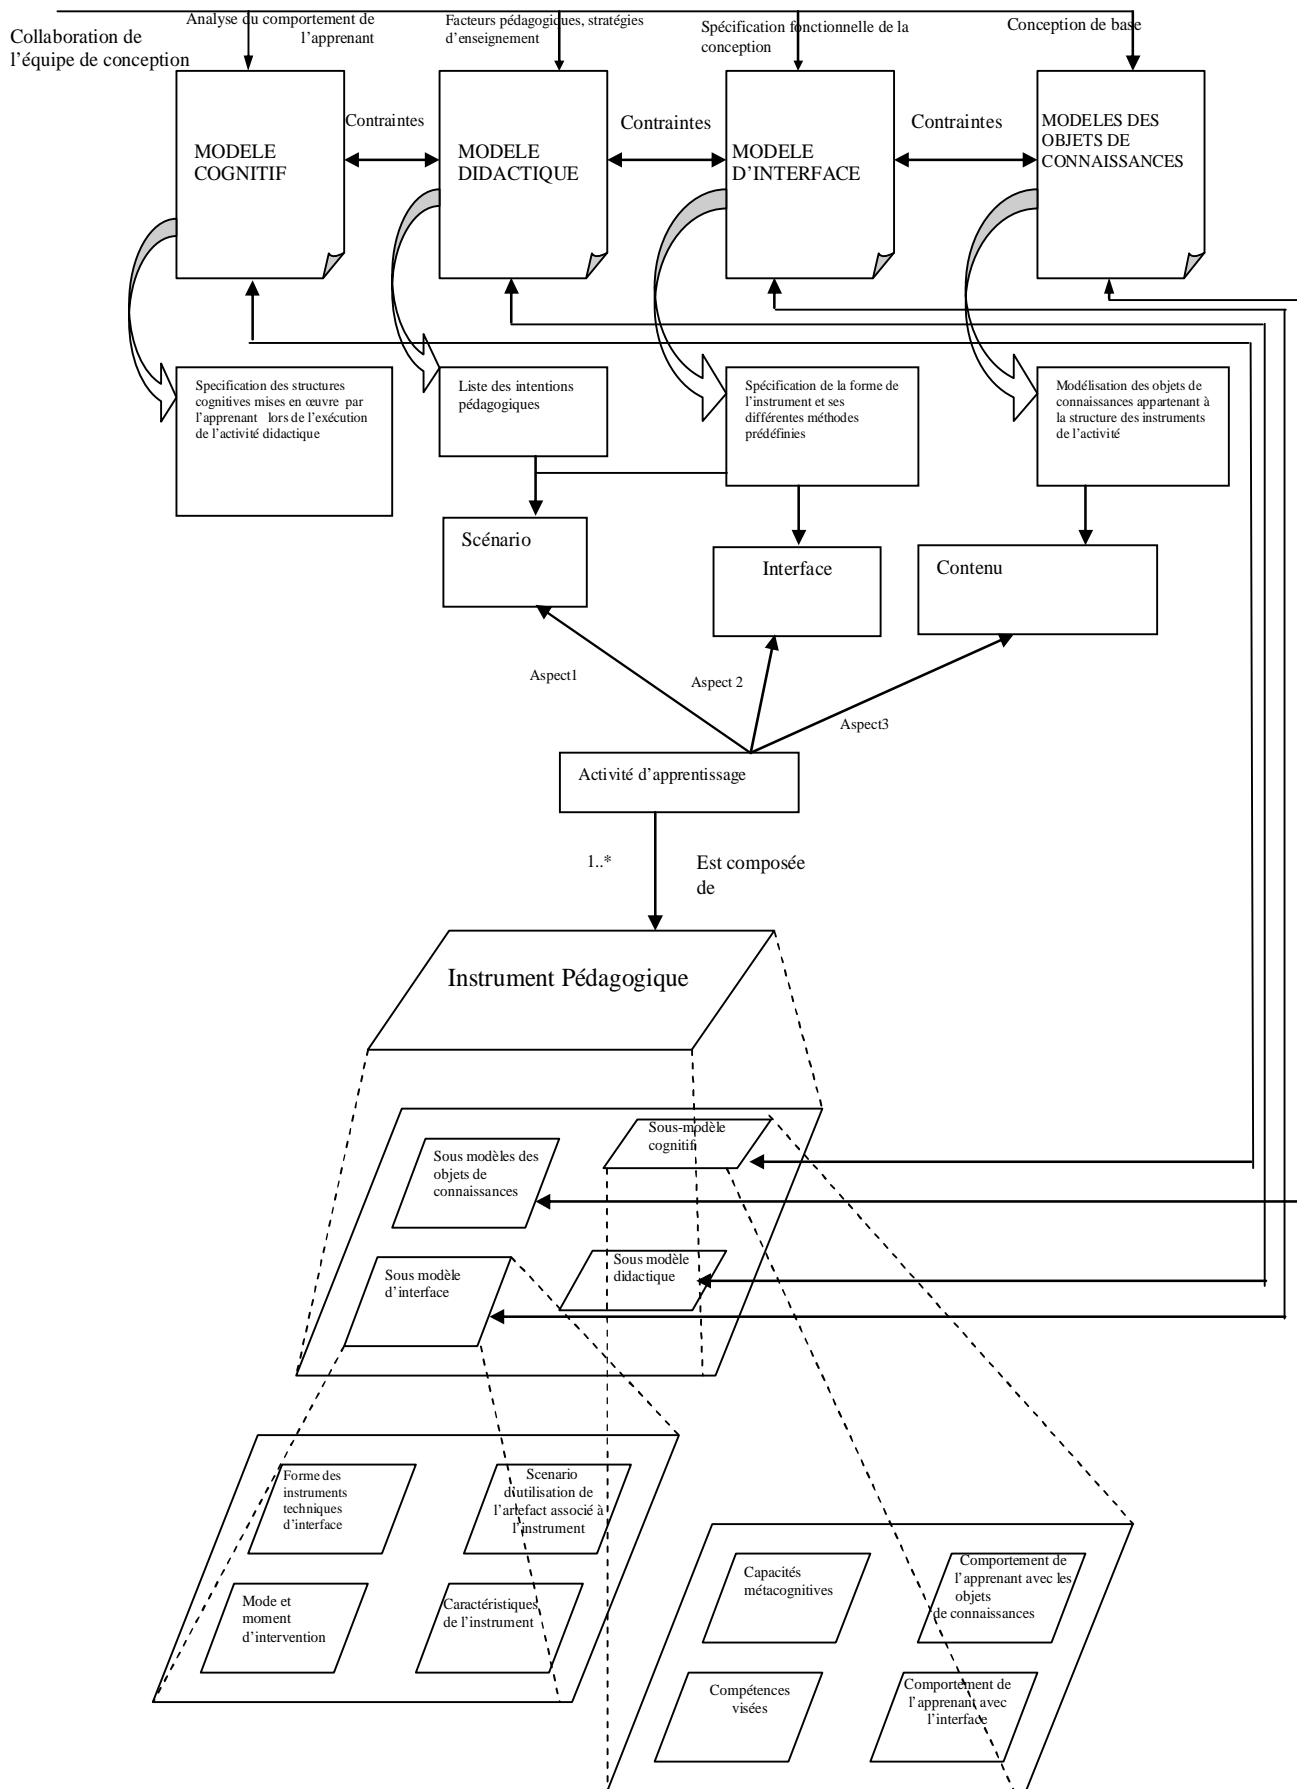 Analyse du comportement de
l’apprenant
Facteurs pédagogiques, stratégies
d’enseignement
Spécification fonctionnelle de la
conception
Conception de base
Collaboration de
l’équipe de conception
MODELE
COGNITIF
Contraintes
MODELE
DIDACTIQUE
Contraintes
MODELE
D’INTERFACE
Contraintes
MODELES DES
OBJETS DE
CONNAISSANCES
Specification des structures
cognitives mises en œuvre par
l’apprenant lors de l’exécution
de l’activité didactique
Liste des intentions
pédagogiques
Spécification de la forme de
l’instrument et ses
différentes méthodes
prédéfinies
Modélisation des objets de
connaissances appartenant à
la structure des instruments
de l’activité
Scénario
Interface
Contenu
Aspect1
Aspect 2
Aspect3
Activité d’apprentissage
1..*
Est composée
de
Instrument Pédagogique
Sous-modèle
cognitif
Sous modèles des
objets de
connaissances
Sous modèle
didactique
Sous modèle
d’interface
Forme des
instruments
techniques
d’interface
Scenario
d’utilisation de
l’artefact associé à
l’instrument
Mode et
moment
d’intervention
Caractéristiques
de l’instrument
Capacités
métacognitives
Comportement de
l’apprenant avec les
objets
de connaissances
Compétences
visées
Comportement de
l’apprenant avec
l’interface